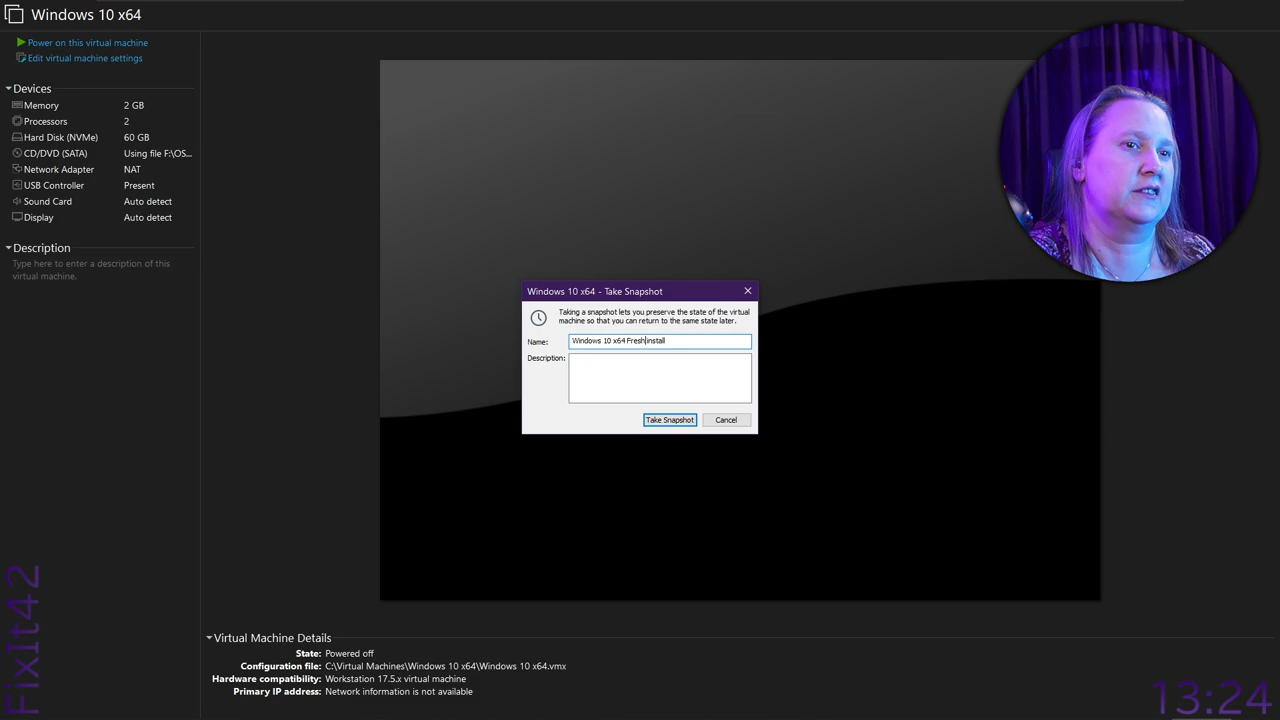 Windows 10 x64
Power on this virtual machine
Edit virtual machine settings
Devices
Memory 2 GB
Processors 2
Hard Disk (NVMe) 60 GB
CD/DVD (SATA) Using file F:\OS...
Network Adapter NAT
USB Controller Present
Sound Card Auto detect
Display Auto detect
Description
Type here to enter a description of this
virtual machine.
Windows 10 x64 - Take Snapshot
Taking a snapshot lets you preserve the state of the virtual
machine so that you can return to the same state later.
Name: Windows 10 x64 Freshinstall
Description:
Take Snapshot Cancel
Virtual Machine Details
State: Powered off
Configuration file: C:\Virtual Machines\Windows 10 x64\Windows 10 x64.vmx
Hardware compatibility: Workstation 17.5.x virtual machine
Primary IP address: Network information is not available
FixIt42
13:24